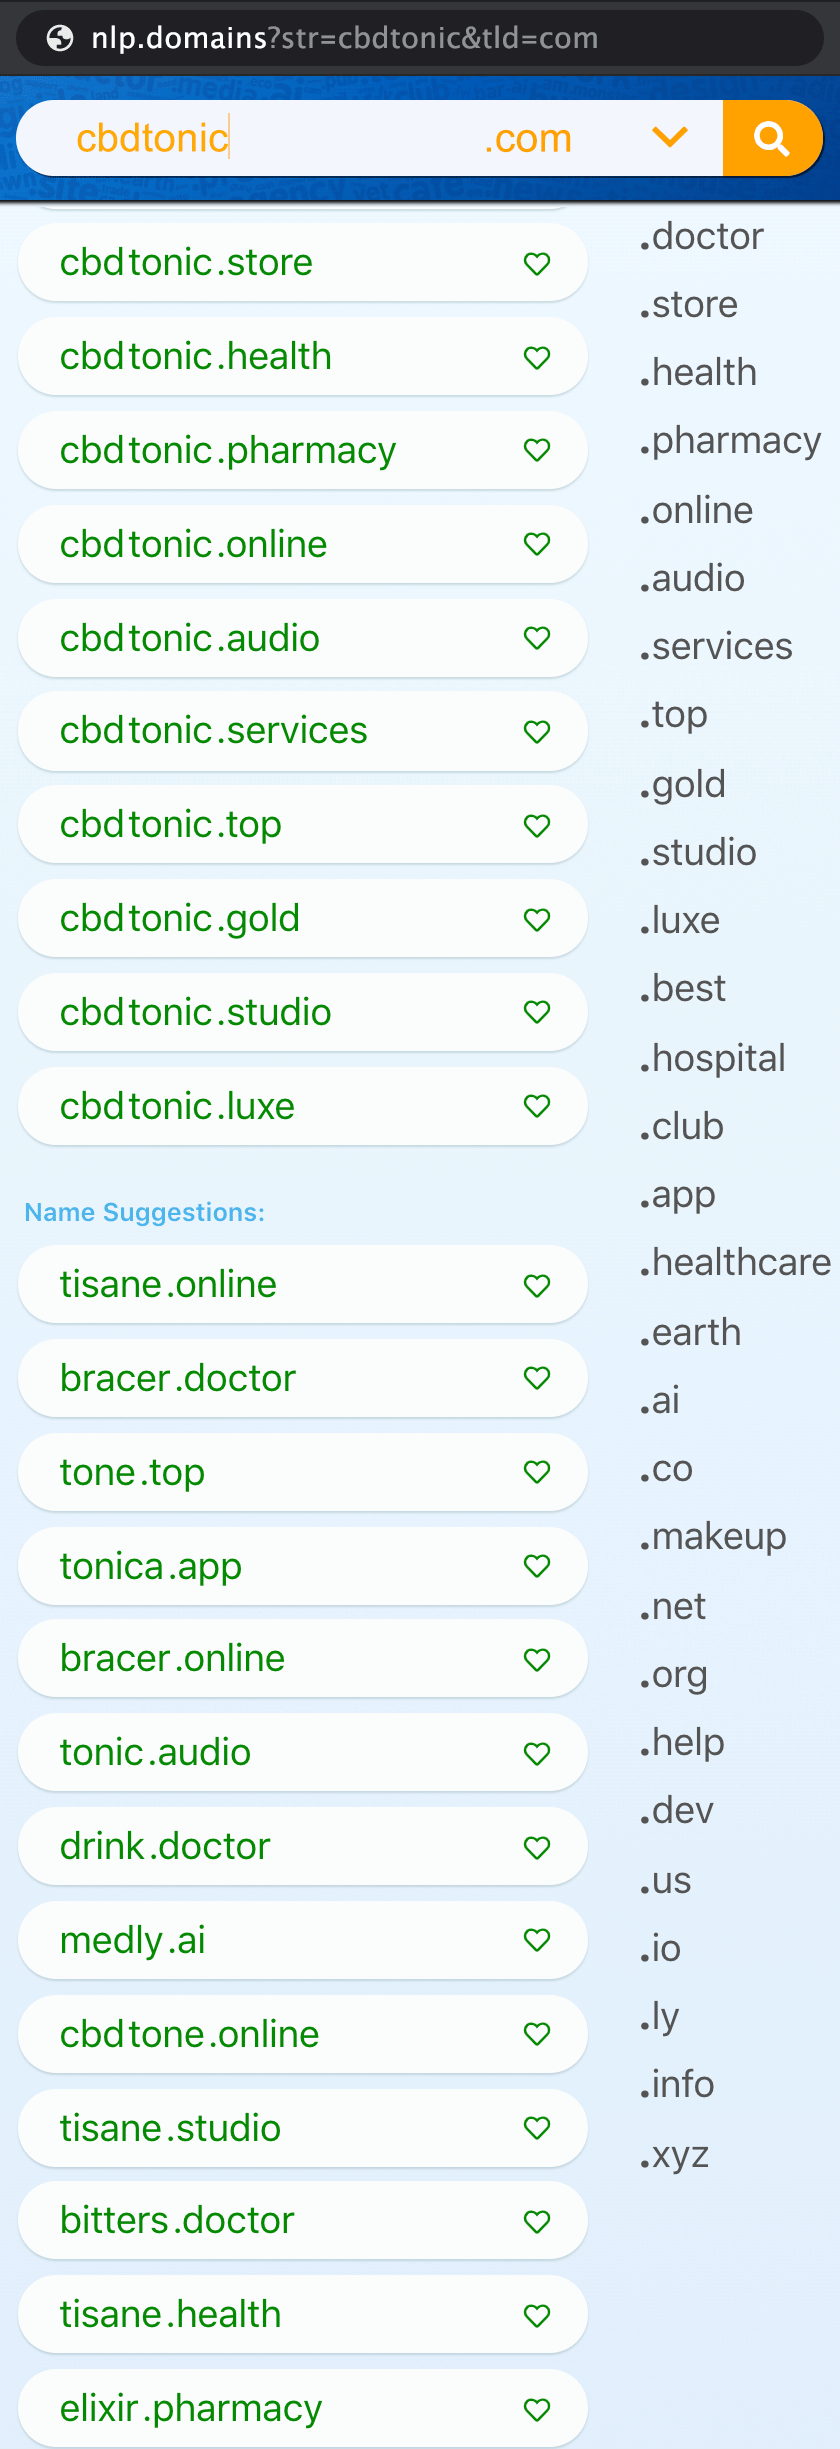 nlp.domains?str=cbdtonic&tld=com
cbdtonic .com
cbdtonic.store
cbdtonic.health
cbdtonic.pharmacy
cbdtonic.online
cbdtonic.audio
cbdtonic.services
cbdtonic.top
cbdtonic.gold
cbdtonic.studio
cbdtonic.luxe
Name Suggestions:
tisane.online
bracer.doctor
tone.top
tonica.app
bracer.online
tonic.audio
drink.doctor
medly.ai
cbdtone.online
tisane.studio
bitters.doctor
tisane.health
elixir.pharmacy
.doctor
.store
.health
.pharmacy
.online
.audio
.services
.top
.gold
.studio
.luxe
.best
.hospital
.club
.app
.healthcare
.earth
.ai
.co
.makeup
.net
.org
.help
.dev
.us
.io
.ly
.info
.xyz